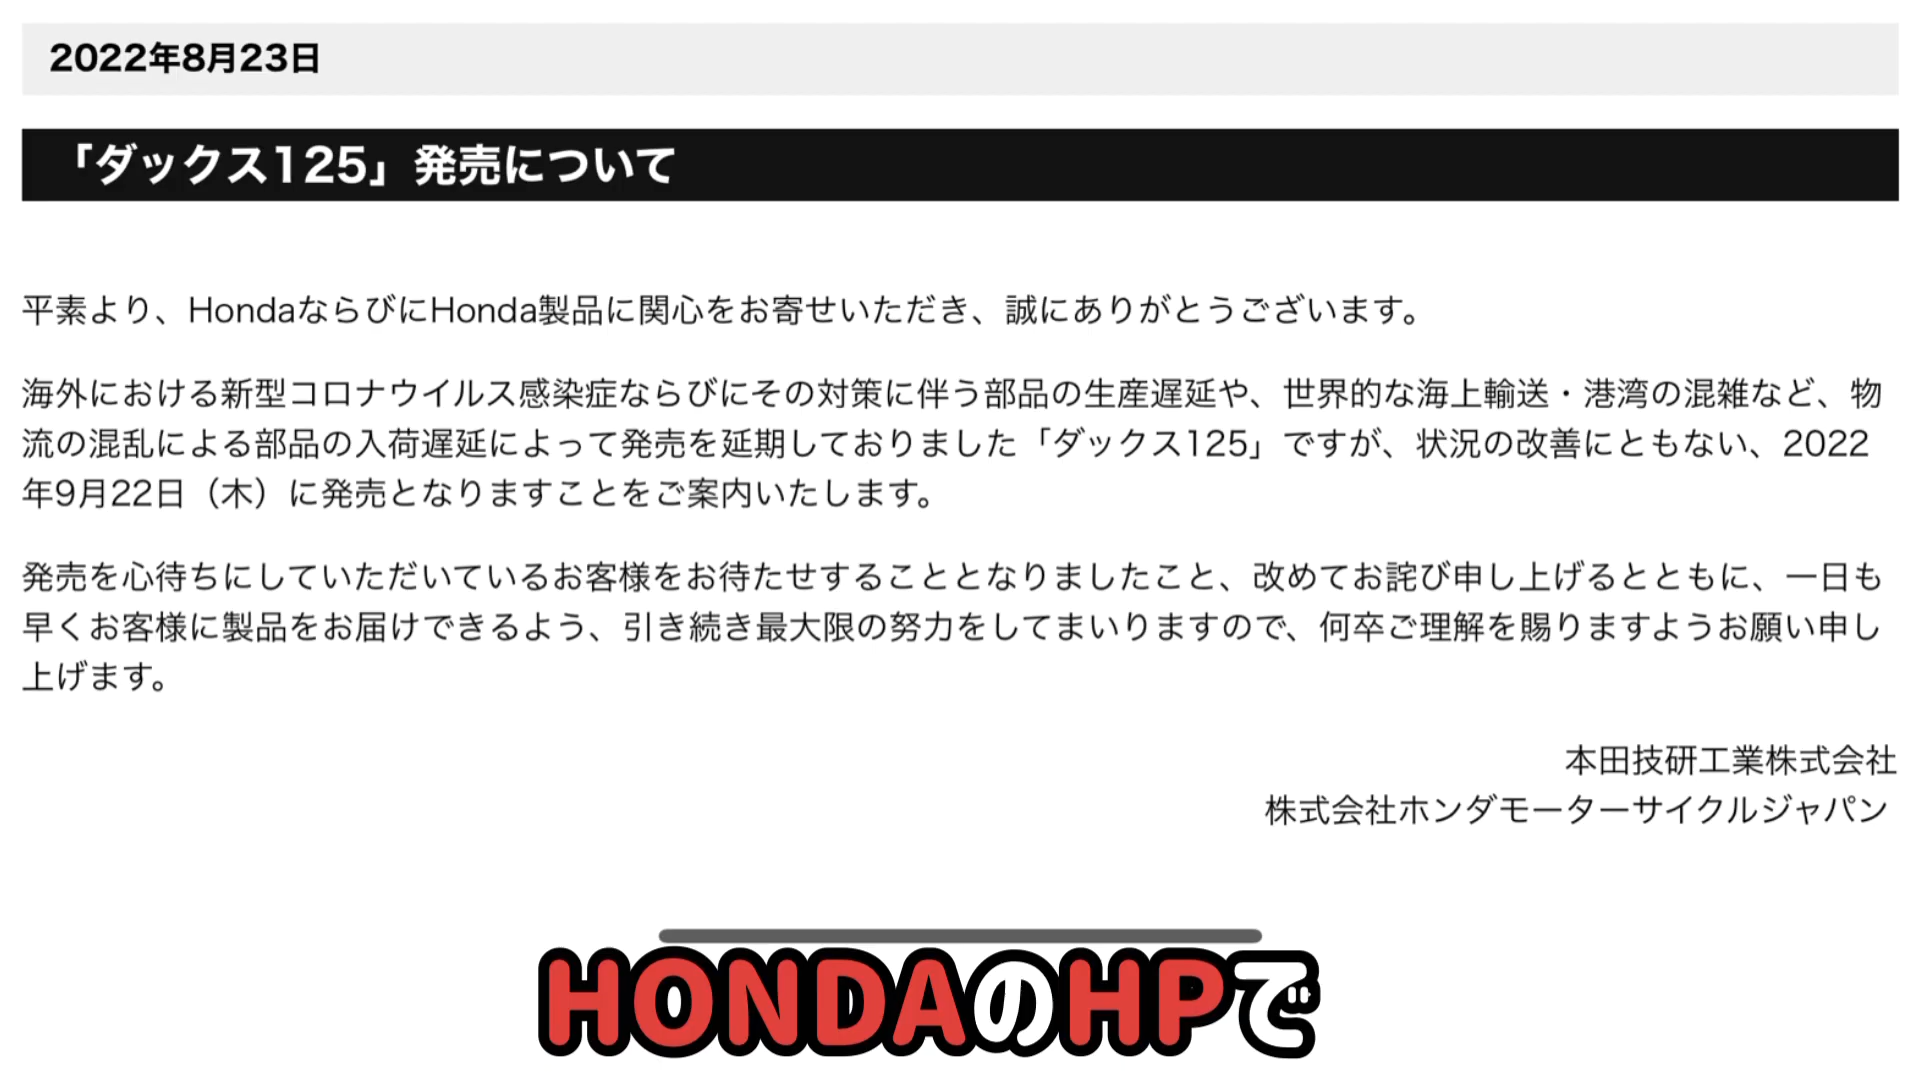 2022年8月23日
「ダックス125」発売について
平素より、HondaならびにHonda製品に関心をお寄せいただき、誠にありがとうございます。
海外における新型コロナウイルス感染症ならびにその対策に伴う部品の生産遅延や、世界的な海上輸送・港湾の混雑など、物
流の混乱による部品の入荷遅延によって発売を延期しておりました「ダックス125」ですが、状況の改善にともない、2022
年9月22日（木）に発売となりますことをご案内いたします。
発売を心待ちにしていただいているお客様をお待たせすることとなりましたこと、改めてお詫び申し上げるとともに、一日も
早くお客様に製品をお届けできるよう、引き続き最大限の努力をしてまいりますので、何卒ご理解を賜りますようお願い申し
上げます。
本田技研工業株式会社
株式会社ホンダモーターサイクルジャパン
HONDAのHPで